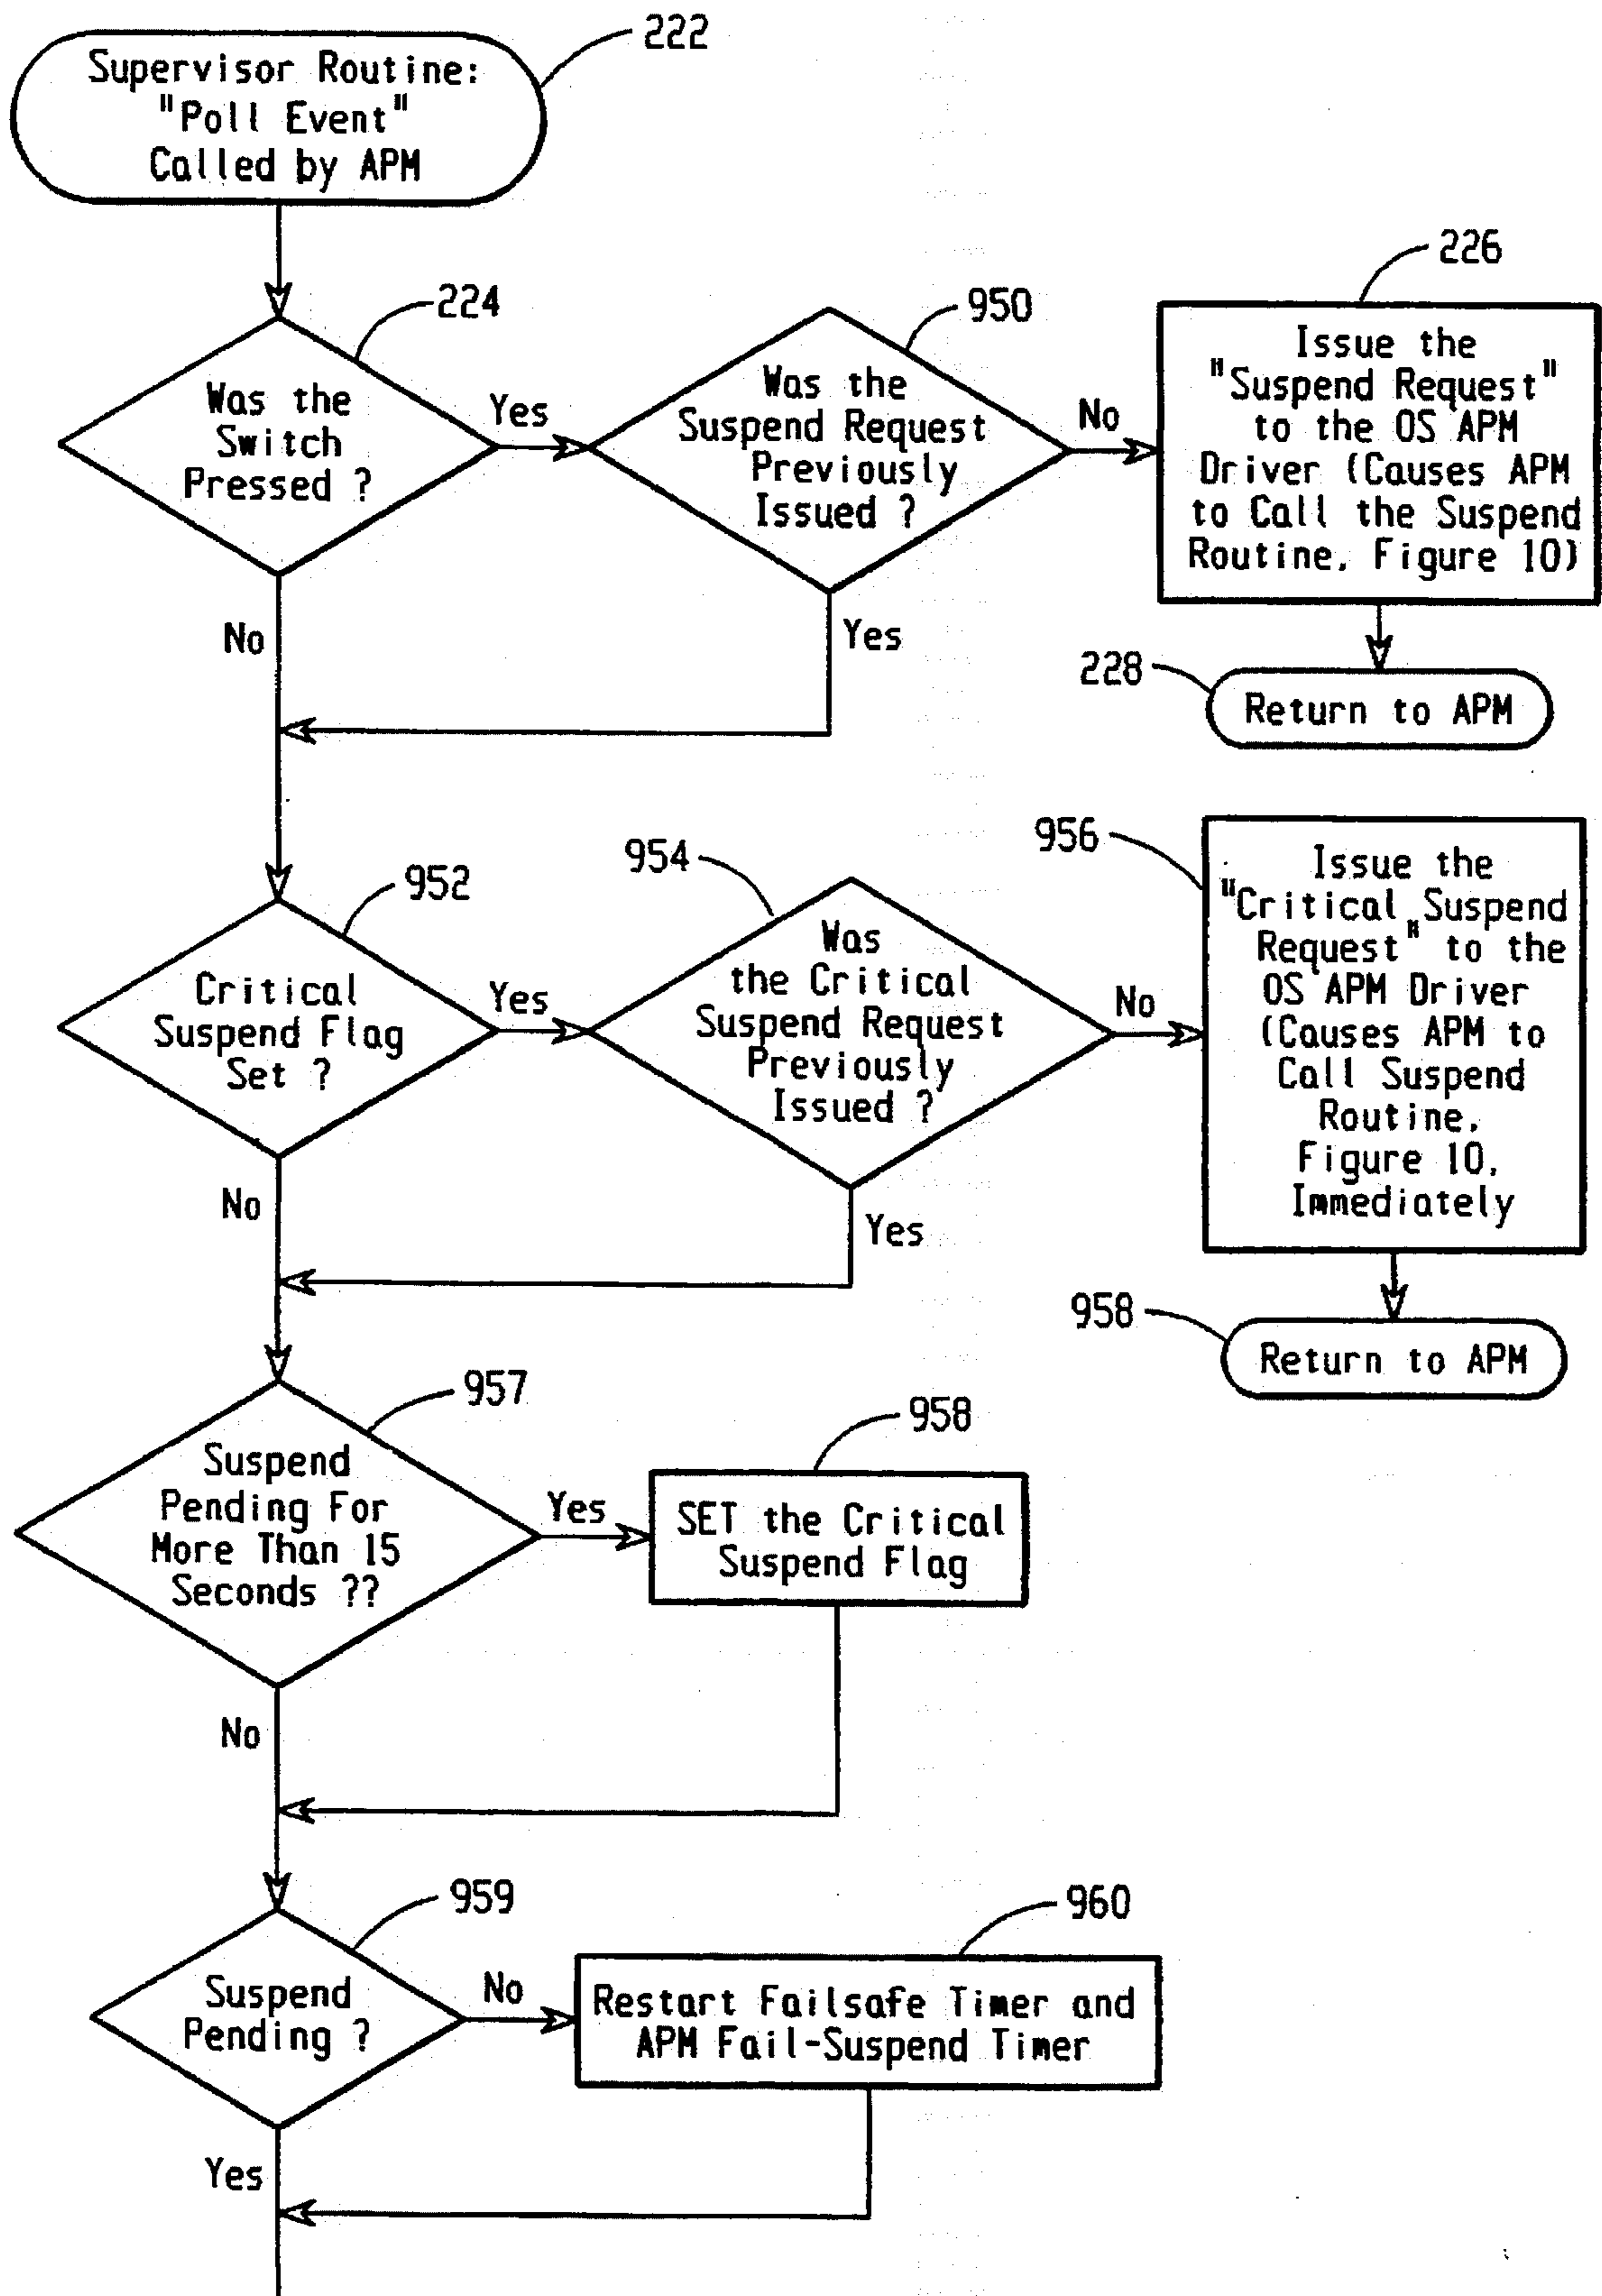 222
Supervisor Routine:
"Poll Event"
Called by APM
224
Was the
Switch
Pressed ?
Yes
No
950
Was the
Suspend Request
Previously
Issued ?
No
Yes
226
Issue the
"Suspend Request"
to the OS APM
Driver (Causes APM
to Call the Suspend
Routine, Figure 10)
228
Return to APM
952
Critical
Suspend Flag
Set ?
Yes
No
954
Was
the Critical
Suspend Request
Previously
Issued ?
No
Yes
956
Issue the
"Critical Suspend
Request" to the
OS APM Driver
(Causes APM to
Call Suspend
Routine,
Figure 10,
Immediately
958
Return to APM
957
Suspend
Pending For
More Than 15
Seconds ??
Yes
No
958
SET the Critical
Suspend Flag
959
Suspend
Pending ?
No
Yes
960
Restart Failsafe Timer and
APM Fail-Suspend Timer